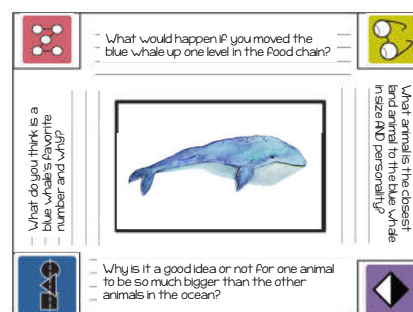 What would happen if you moved the
blue whale up one level in the food chain?
What do you think is a
blue whale's favorite
number and why?
What animal is the closest
land animal to the blue whale
in size AND personality?
Why is it a good idea or not for one animal
to be so much bigger than the other
animals in the ocean?